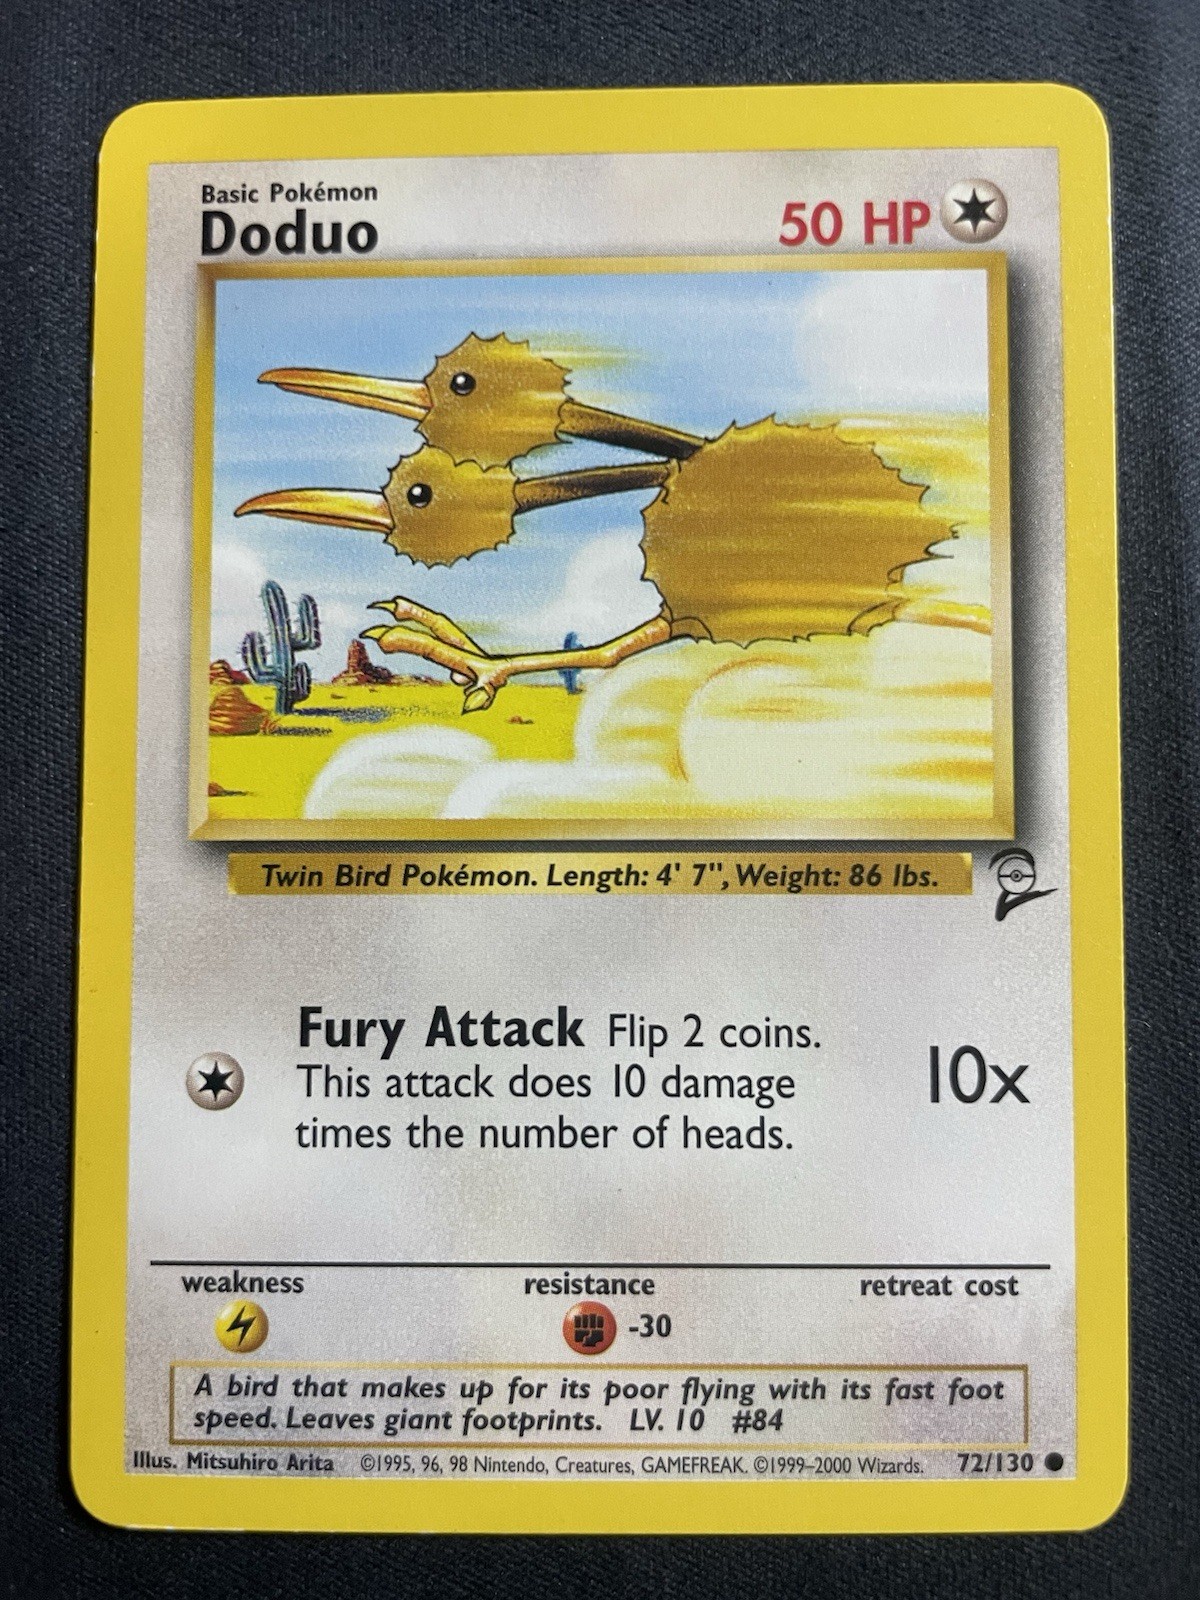 Basic Pokémon
Doduo
50 HP
Twin Bird Pokémon. Length: 4' 7", Weight: 86 lbs.
Fury Attack Flip 2 coins.
This attack does 10 damage
times the number of heads.
10x
weakness
resistance
retreat cost
-30
A bird that makes up for its poor flying with its fast foot
speed. Leaves giant footprints. LV. 10 #84
Illus. Mitsuhiro Arita ©1995, 96, 98 Nintendo, Creatures, GAMEFREAK. ©1999–2000 Wizards. 72/130